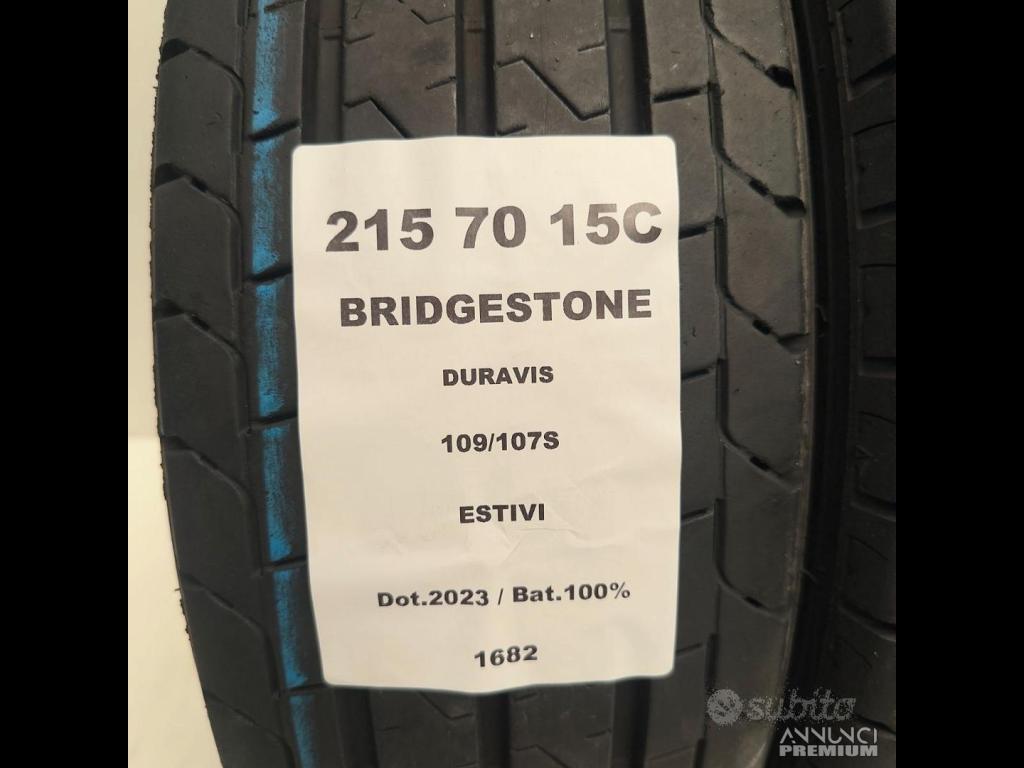 215 70 15C
BRIDGESTONE
DURAVIS
109/107S
ESTIVI
Dot.2023 / Bat.100%
1682
subito
ANNUNCI
PREMIUM